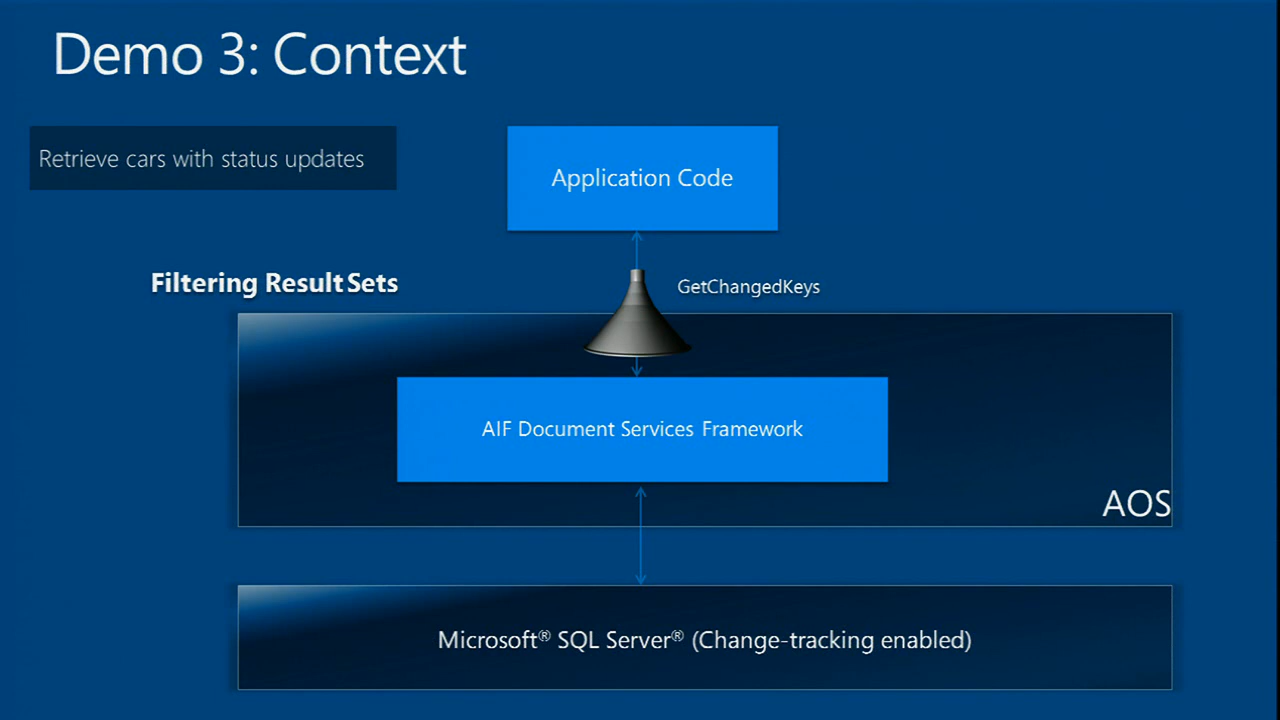 Demo 3: Context
Retrieve cars with status updates
Application Code
Filtering Result Sets
GetChangedKeys
AIF Document Services Framework
AOS
Microsoft® SQL Server® (Change-tracking enabled)